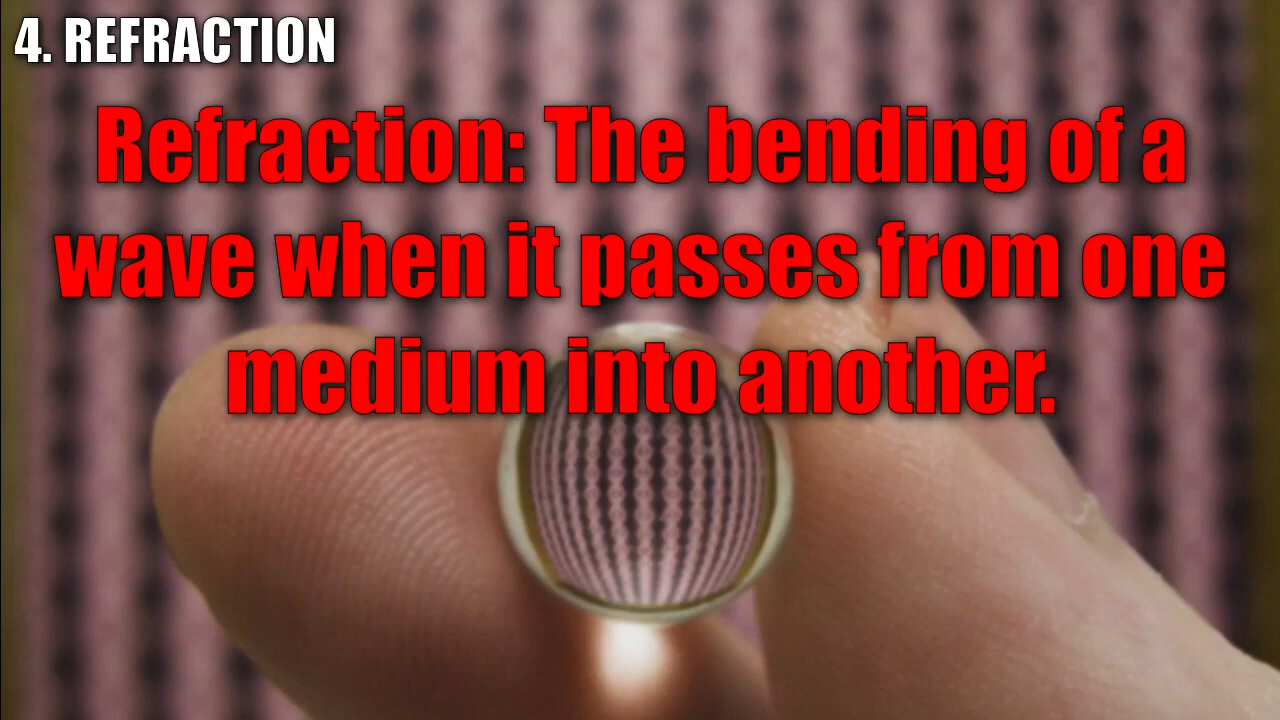 4. REFRACTION
Refraction: The bending of a
wave when it passes from one
medium into another.